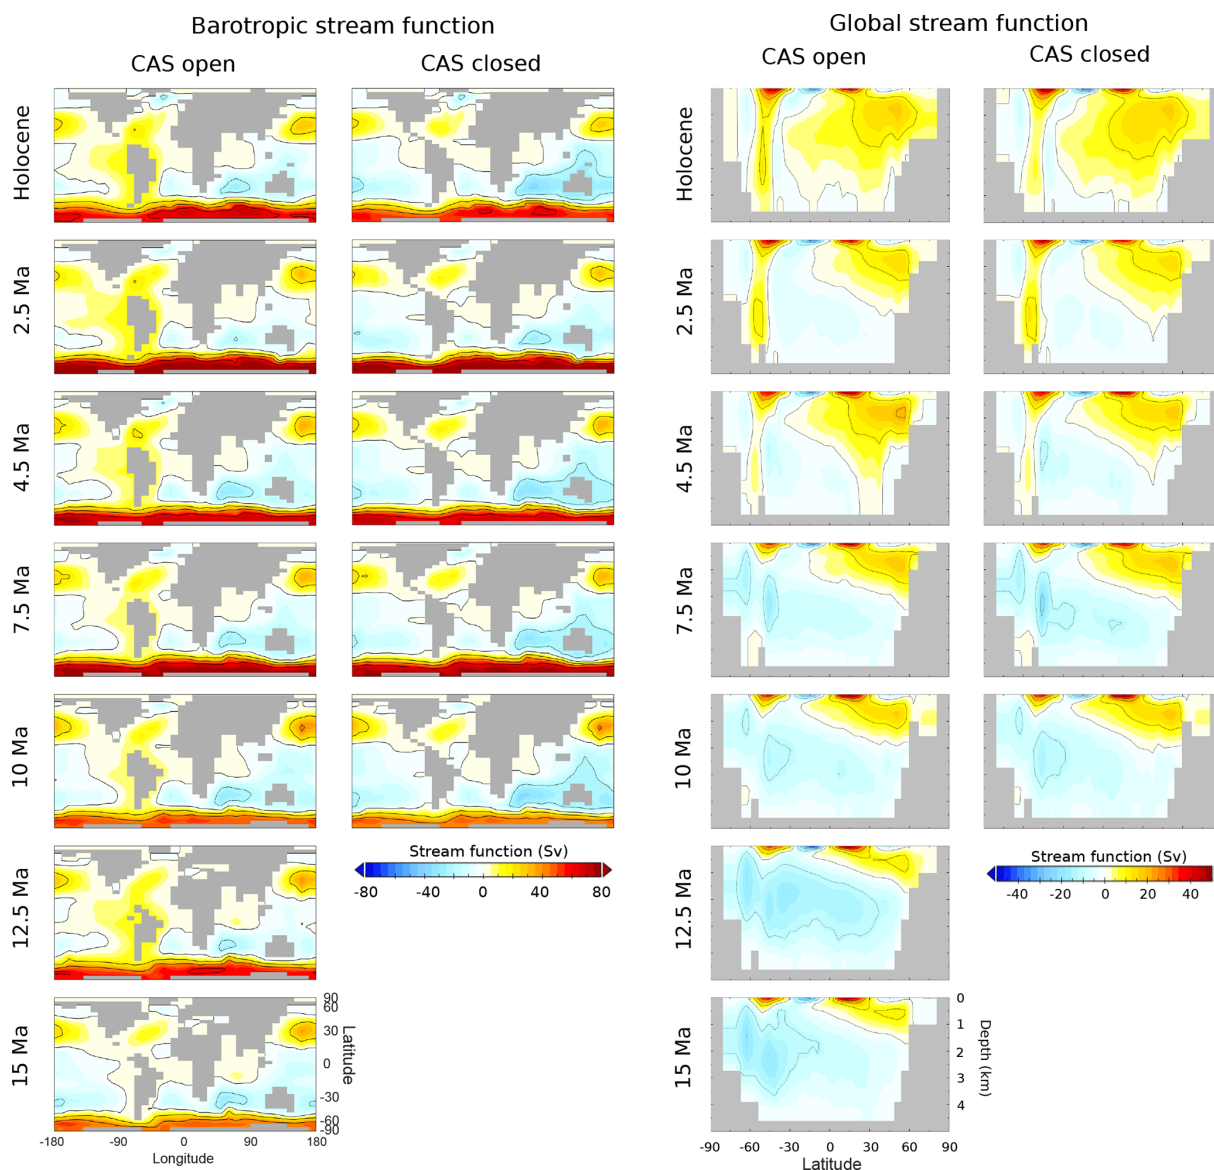 Barotropic stream function
Global stream function
CAS open
CAS closed
CAS open
CAS closed
Holocene
Holocene
2.5 Ma
2.5 Ma
4.5 Ma
4.5 Ma
7.5 Ma
7.5 Ma
10 Ma
10 Ma
Stream function (Sv)
-80 -40 0 40 80
Stream function (Sv)
-40 -20 0 20 40
12.5 Ma
12.5 Ma
15 Ma
90
60
30
0
-30
-60
-90
Latitude
-180 -90 0 90 180
Longitude
15 Ma
0
1
2
3
4
Depth (km)
-90 -60 -30 0 30 60 90
Latitude